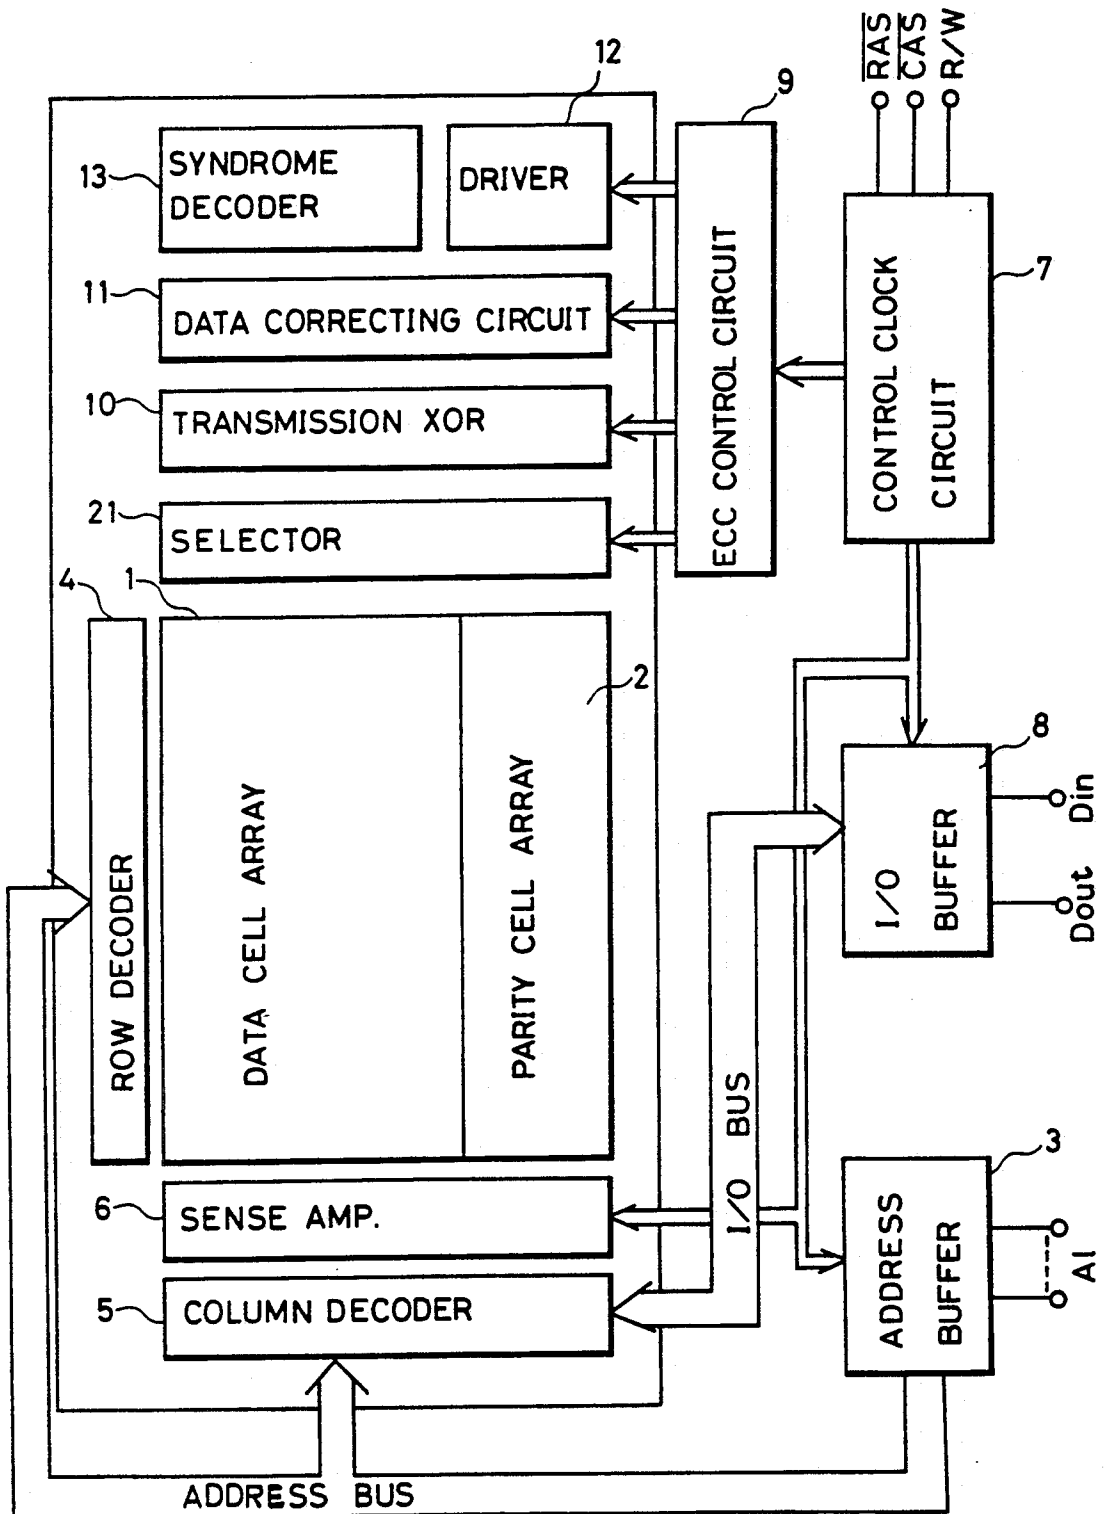 RAS
CAS
R/W
12
9
13
SYNDROME
DECODER
DRIVER
11
DATA CORRECTING CIRCUIT
10
TRANSMISSION XOR
21
SELECTOR
ECC CONTROL CIRCUIT
CONTROL CLOCK
CIRCUIT
7
4
1
2
ROW DECODER
DATA CELL ARRAY
PARITY CELL ARRAY
8
I/O
BUFFER
Din
Dout
I/O BUS
6
SENSE AMP.
5
COLUMN DECODER
3
ADDRESS
BUFFER
AI
ADDRESS BUS